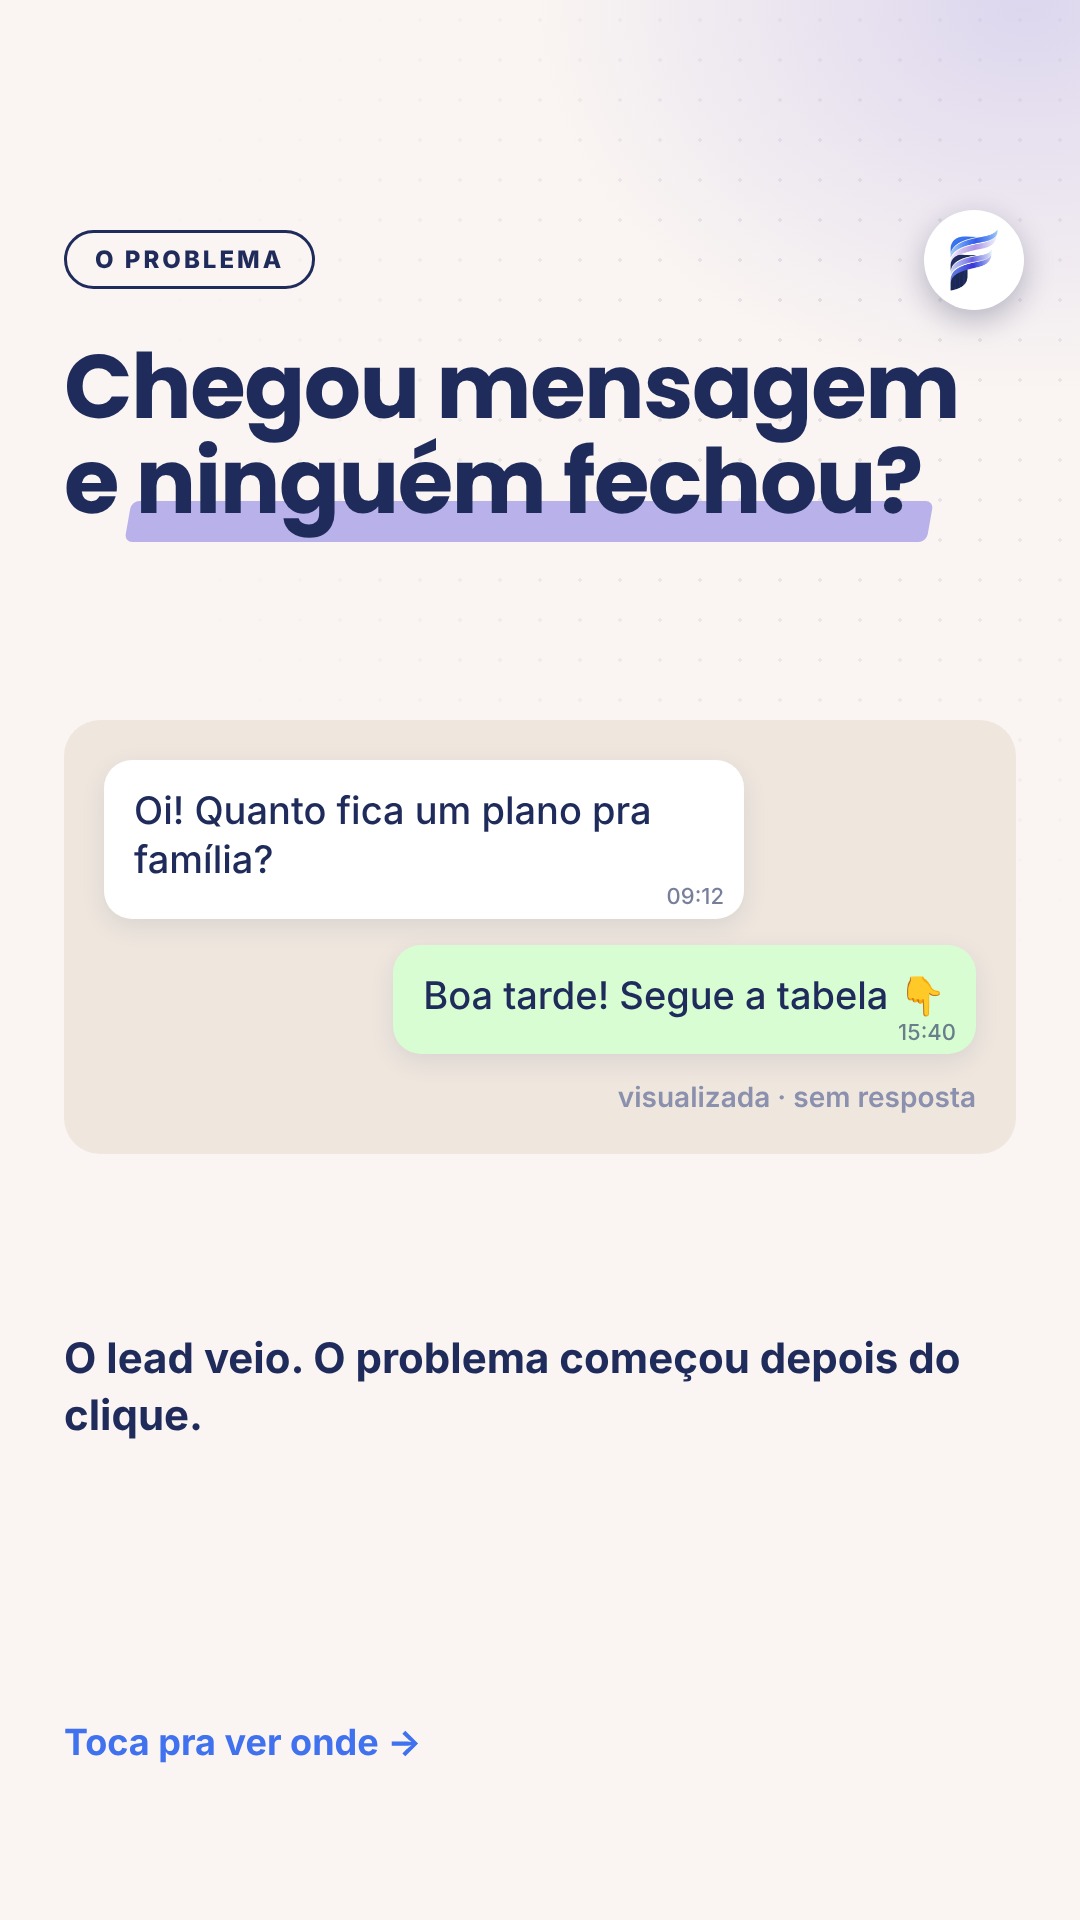 O PROBLEMA
Chegou mensagem
e ninguém fechou?
Oi! Quanto fica um plano pra
família?
09:12
Boa tarde! Segue a tabela 👇
15:40
visualizada · sem resposta
O lead veio. O problema começou depois do
clique.
Toca pra ver onde →